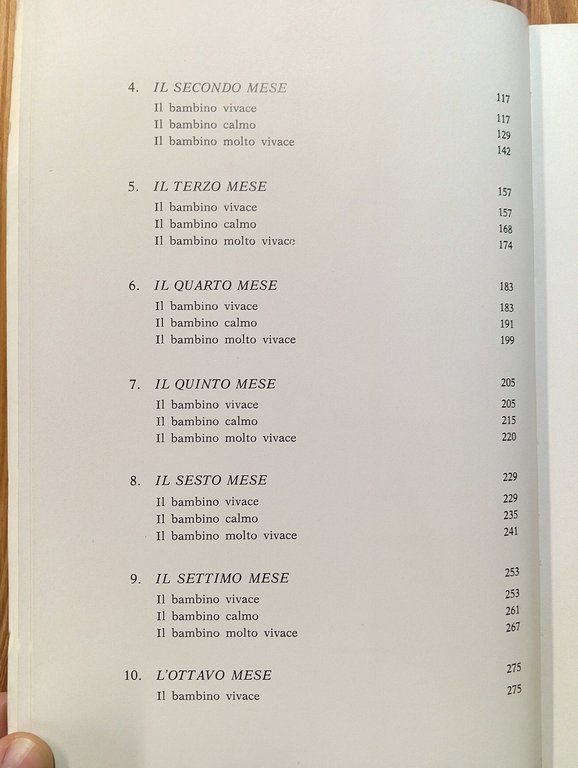 4. IL SECONDO MESE 117
Il bambino vivace 117
Il bambino calmo 129
Il bambino molto vivace 142
5. IL TERZO MESE 157
Il bambino vivace 157
Il bambino calmo 168
Il bambino molto vivace 174
6. IL QUARTO MESE 183
Il bambino vivace 183
Il bambino calmo 191
Il bambino molto vivace 199
7. IL QUINTO MESE 205
Il bambino vivace 205
Il bambino calmo 215
Il bambino molto vivace 220
8. IL SESTO MESE 229
Il bambino vivace 229
Il bambino calmo 235
Il bambino molto vivace 241
9. IL SETTIMO MESE 253
Il bambino vivace 253
Il bambino calmo 261
Il bambino molto vivace 267
10. L'OTTAVO MESE 275
Il bambino vivace 275